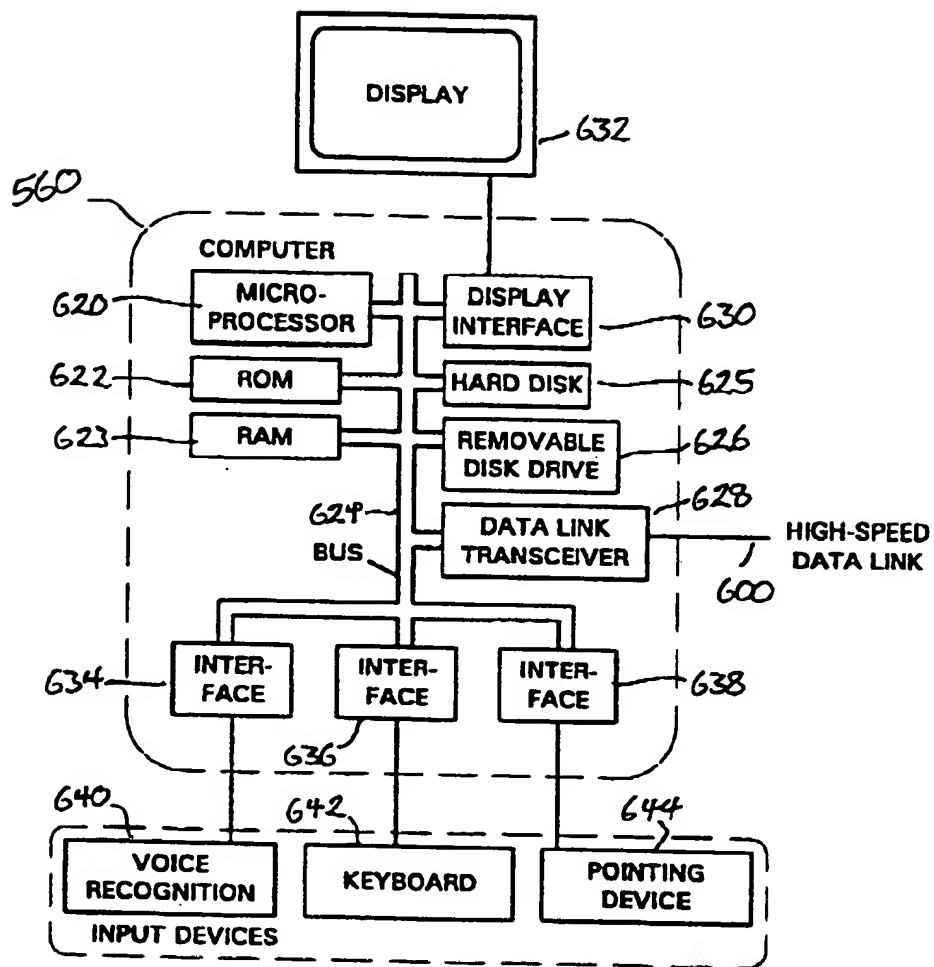 DISPLAY
632
560
COMPUTER
620
MICRO-
PROCESSOR
DISPLAY
INTERFACE
630
622
ROM
HARD DISK
625
623
RAM
REMOVABLE
DISK DRIVE
626
628
624
BUS
DATA LINK
TRANSCEIVER
HIGH-SPEED
DATA LINK
600
634
INTER-
FACE
INTER-
FACE
636
INTER-
FACE
638
640
642
644
VOICE
RECOGNITION
KEYBOARD
POINTING
DEVICE
INPUT DEVICES